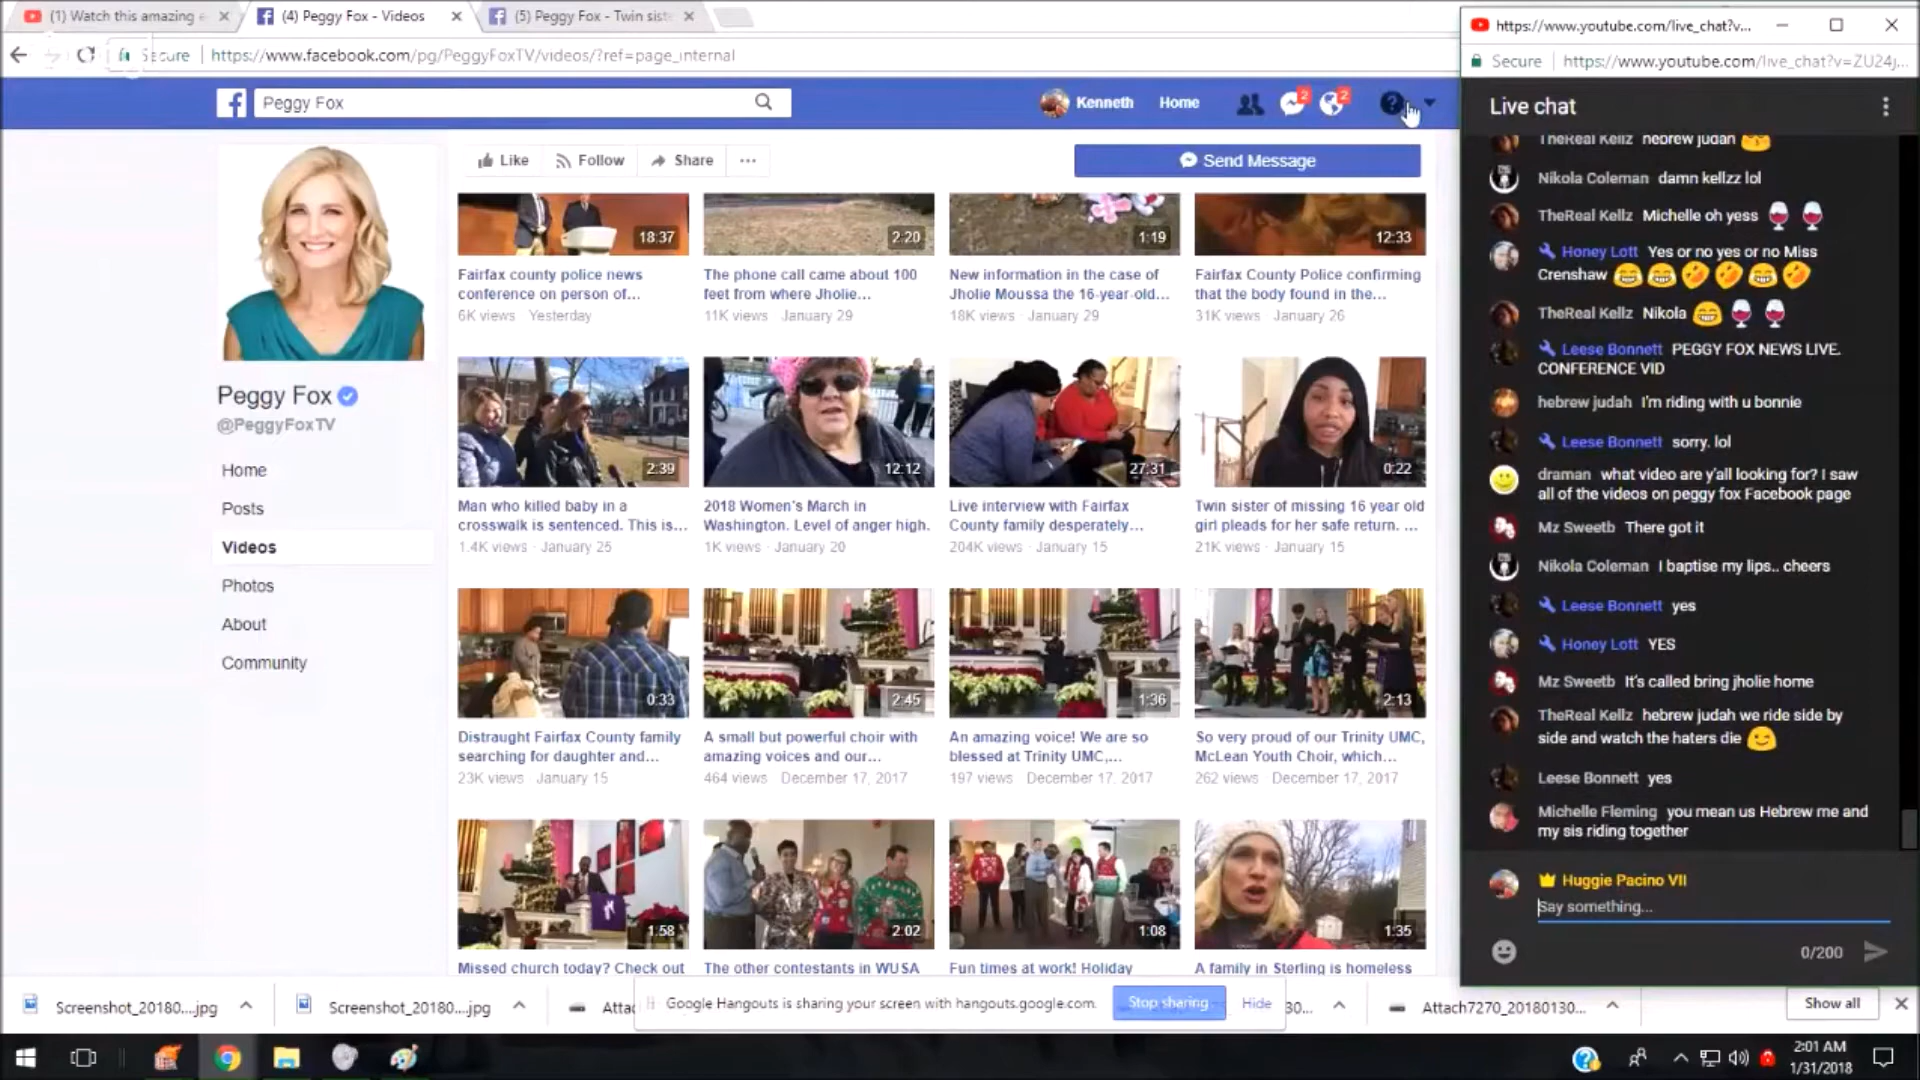 (1) Watch this amazing
(4) Peggy Fox - Videos
(5) Peggy Fox - Twin siste
Secure
https://www.facebook.com/pg/PeggyFoxTV/videos/?ref=page_internal
Peggy Fox
Kenneth
Home
2
2
Like
Follow
Share
...
Send Message
Peggy Fox
@PeggyFoxTV
Home
Posts
Videos
Photos
About
Community
18:37
2:20
1:19
12:33
Fairfax county police news
conference on person of...
6K views · Yesterday
The phone call came about 100
feet from where Jholie...
11K views · January 29
New information in the case of
Jholie Moussa the 16-year-old...
18K views · January 29
Fairfax County Police confirming
that the body found in the...
31K views · January 26
2:39
12:12
27:31
0:22
Man who killed baby in a
crosswalk is sentenced. This is...
1.4K views · January 25
2018 Women's March in
Washington. Level of anger high.
1K views · January 20
Live interview with Fairfax
County family desperately...
204K views · January 15
Twin sister of missing 16 year old
girl pleads for her safe return. ...
21K views · January 15
0:33
2:45
1:36
2:13
Distraught Fairfax County family
searching for daughter and...
23K views · January 15
A small but powerful choir with
amazing voices and our...
464 views · December 17, 2017
An amazing voice! We are so
blessed at Trinity UMC,...
197 views · December 17, 2017
So very proud of our Trinity UMC,
McLean Youth Choir, which...
262 views · December 17, 2017
1:58
2:02
1:08
1:35
Missed church today? Check out
The other contestants in WUSA
Fun times at work! Holiday
A family in Sterling is homeless
https://www.youtube.com/live_chat?v...
Secure
https://www.youtube.com/live_chat?v=ZU24j...
Live chat
TheReal Kellz hebrew judah
Nikola Coleman damn kellzz lol
TheReal Kellz Michelle oh yess
Honey Lott Yes or no yes or no Miss
Crenshaw
TheReal Kellz Nikola
Leese Bonnett PEGGY FOX NEWS LIVE.
CONFERENCE VID
hebrew judah I'm riding with u bonnie
Leese Bonnett sorry. lol
draman what video are y'all looking for? I saw
all of the videos on peggy fox Facebook page
Mz Sweetb There got it
Nikola Coleman I baptise my lips.. cheers
Leese Bonnett yes
Honey Lott YES
Mz Sweetb It's called bring jholie home
TheReal Kellz hebrew judah we ride side by
side and watch the haters die
Leese Bonnett yes
Michelle Fleming you mean us Hebrew me and
my sis riding together
Huggie Pacino VII
Say something...
0/200
Screenshot_20180....jpg
Screenshot_20180....jpg
Google Hangouts is sharing your screen with hangouts.google.com.
Stop sharing
Hide
30...
Attach7270_20180130...
Show all
2:01 AM
1/31/2018